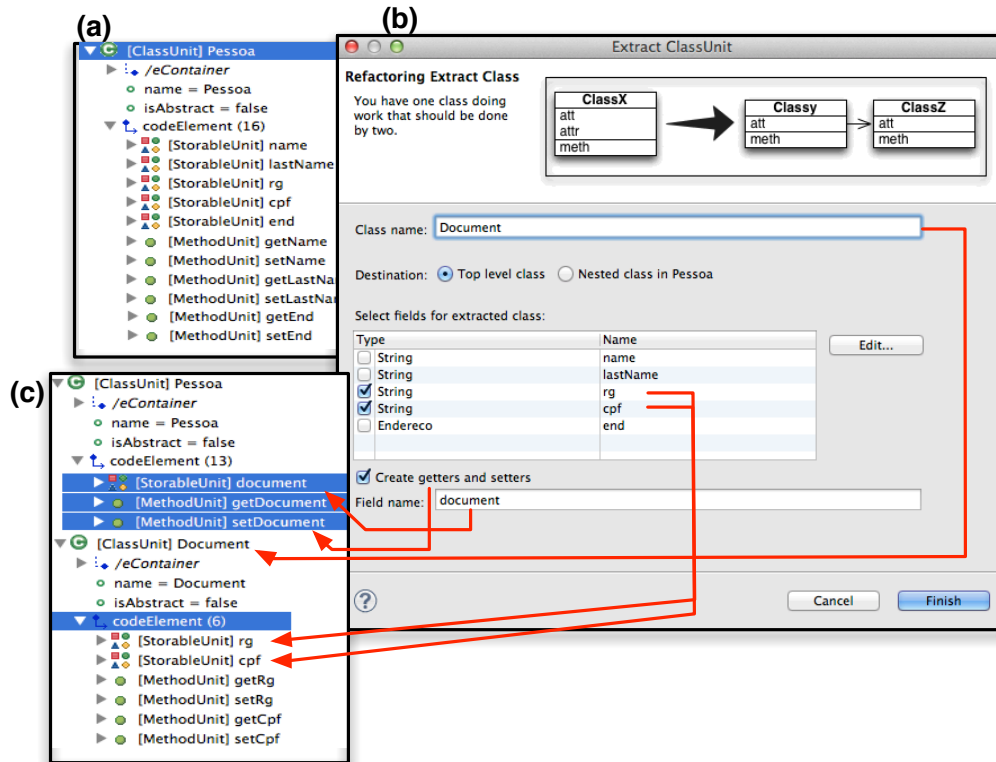 (a)
[ClassUnit] Pessoa
/eContainer
name = Pessoa
isAbstract = false
codeElement (16)
[StorableUnit] name
[StorableUnit] lastName
[StorableUnit] rg
[StorableUnit] cpf
[StorableUnit] end
[MethodUnit] getName
[MethodUnit] setName
[MethodUnit] getLastNa
[MethodUnit] setLastNar
[MethodUnit] getEnd
[MethodUnit] setEnd
(b)
Extract ClassUnit
Refactoring Extract Class
You have one class doing
work that should be done
by two.
ClassX
att
attr
meth
Classy
att
meth
ClassZ
att
meth
Class name: Document
Destination: Top level class Nested class in Pessoa
Select fields for extracted class:
Type Name
String name
String lastName
String rg
String cpf
Endereco end
Edit...
Create getters and setters
Field name: document
?
Cancel Finish
(c)
[ClassUnit] Pessoa
/eContainer
name = Pessoa
isAbstract = false
codeElement (13)
[StorableUnit] document
[MethodUnit] getDocument
[MethodUnit] setDocument
[ClassUnit] Document
/eContainer
name = Document
isAbstract = false
codeElement (6)
[StorableUnit] rg
[StorableUnit] cpf
[MethodUnit] getRg
[MethodUnit] setRg
[MethodUnit] getCpf
[MethodUnit] setCpf